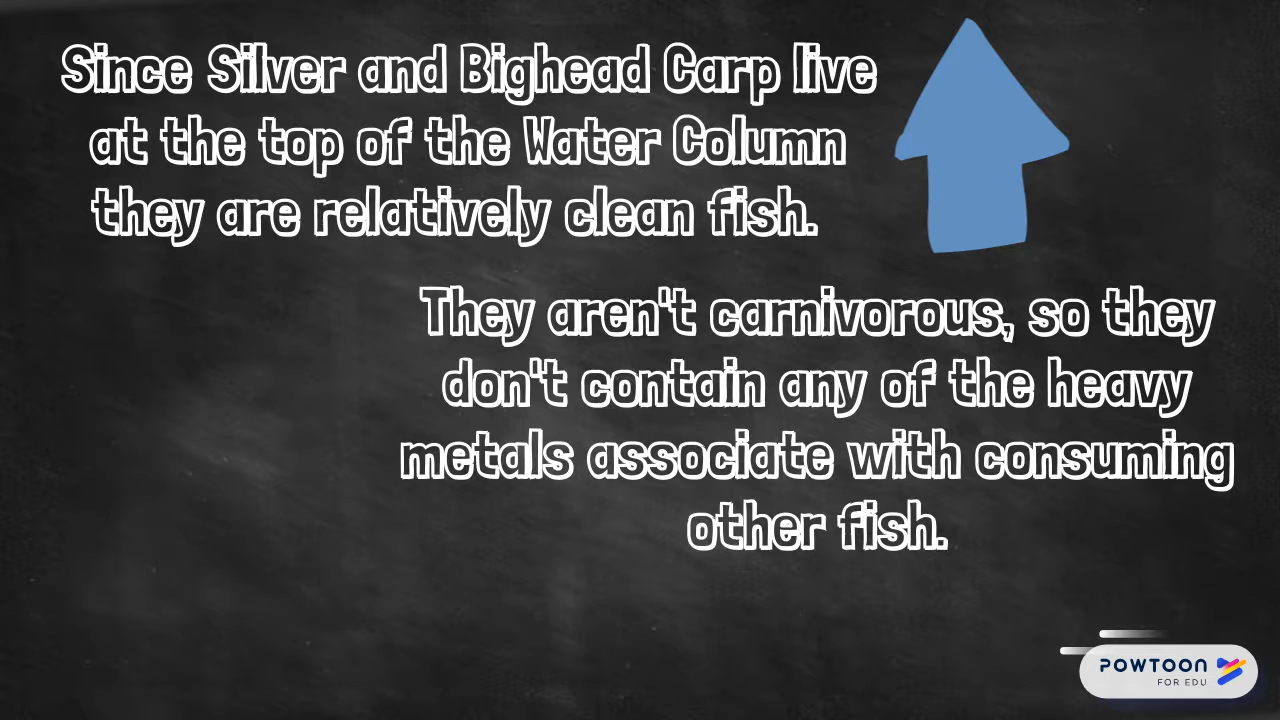 Since Silver and Bighead Carp live
at the top of the Water Column
they are relatively clean fish.
They aren't carnivorous, so they
don't contain any of the heavy
metals associate with consuming
other fish.
POWTOON
FOR EDU